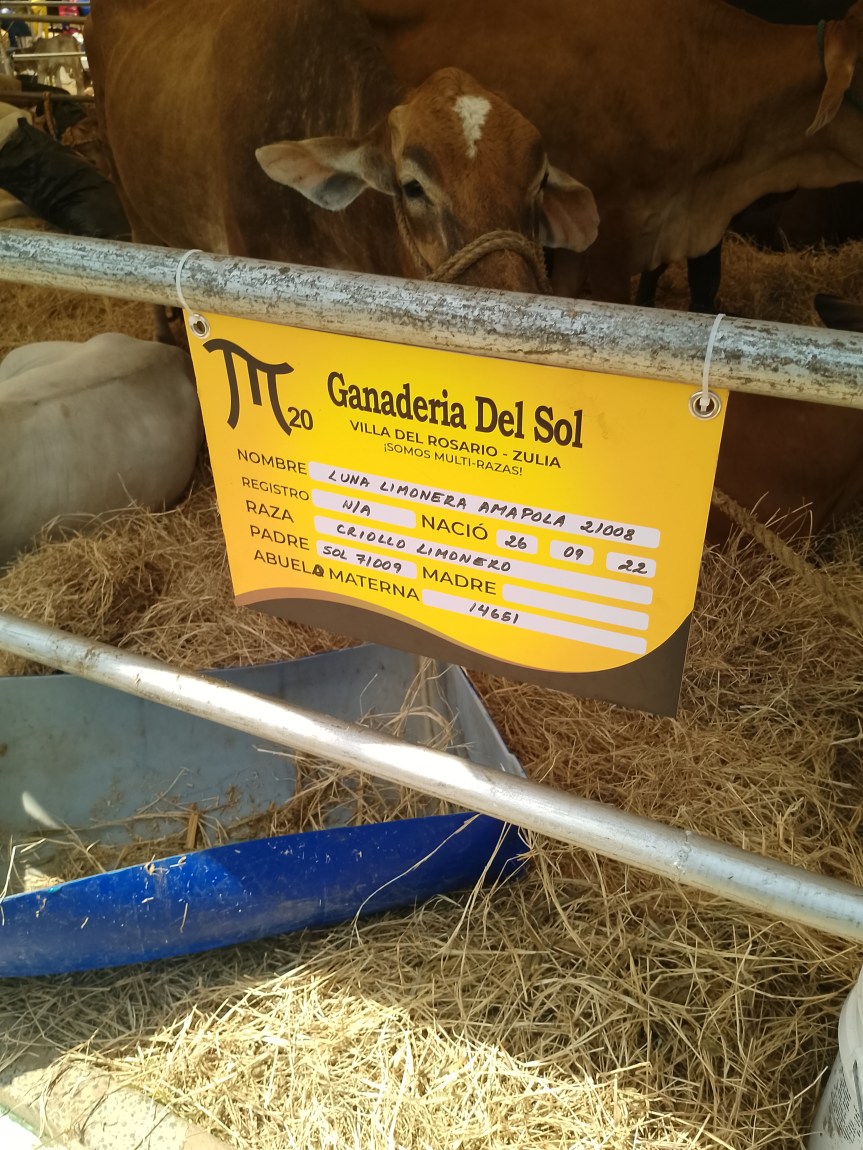 20
Ganaderia Del Sol
VILLA DEL ROSARIO - ZULIA
¡SOMOS MULTI-RAZAS!
NOMBRE LUNA LIMONERA AMAPOLA 21008
REGISTRO N/A NACIÓ 26 09 22
RAZA CRIOLLO LIMONERO
PADRE SOL 71009 MADRE
ABUELA MATERNA 14651